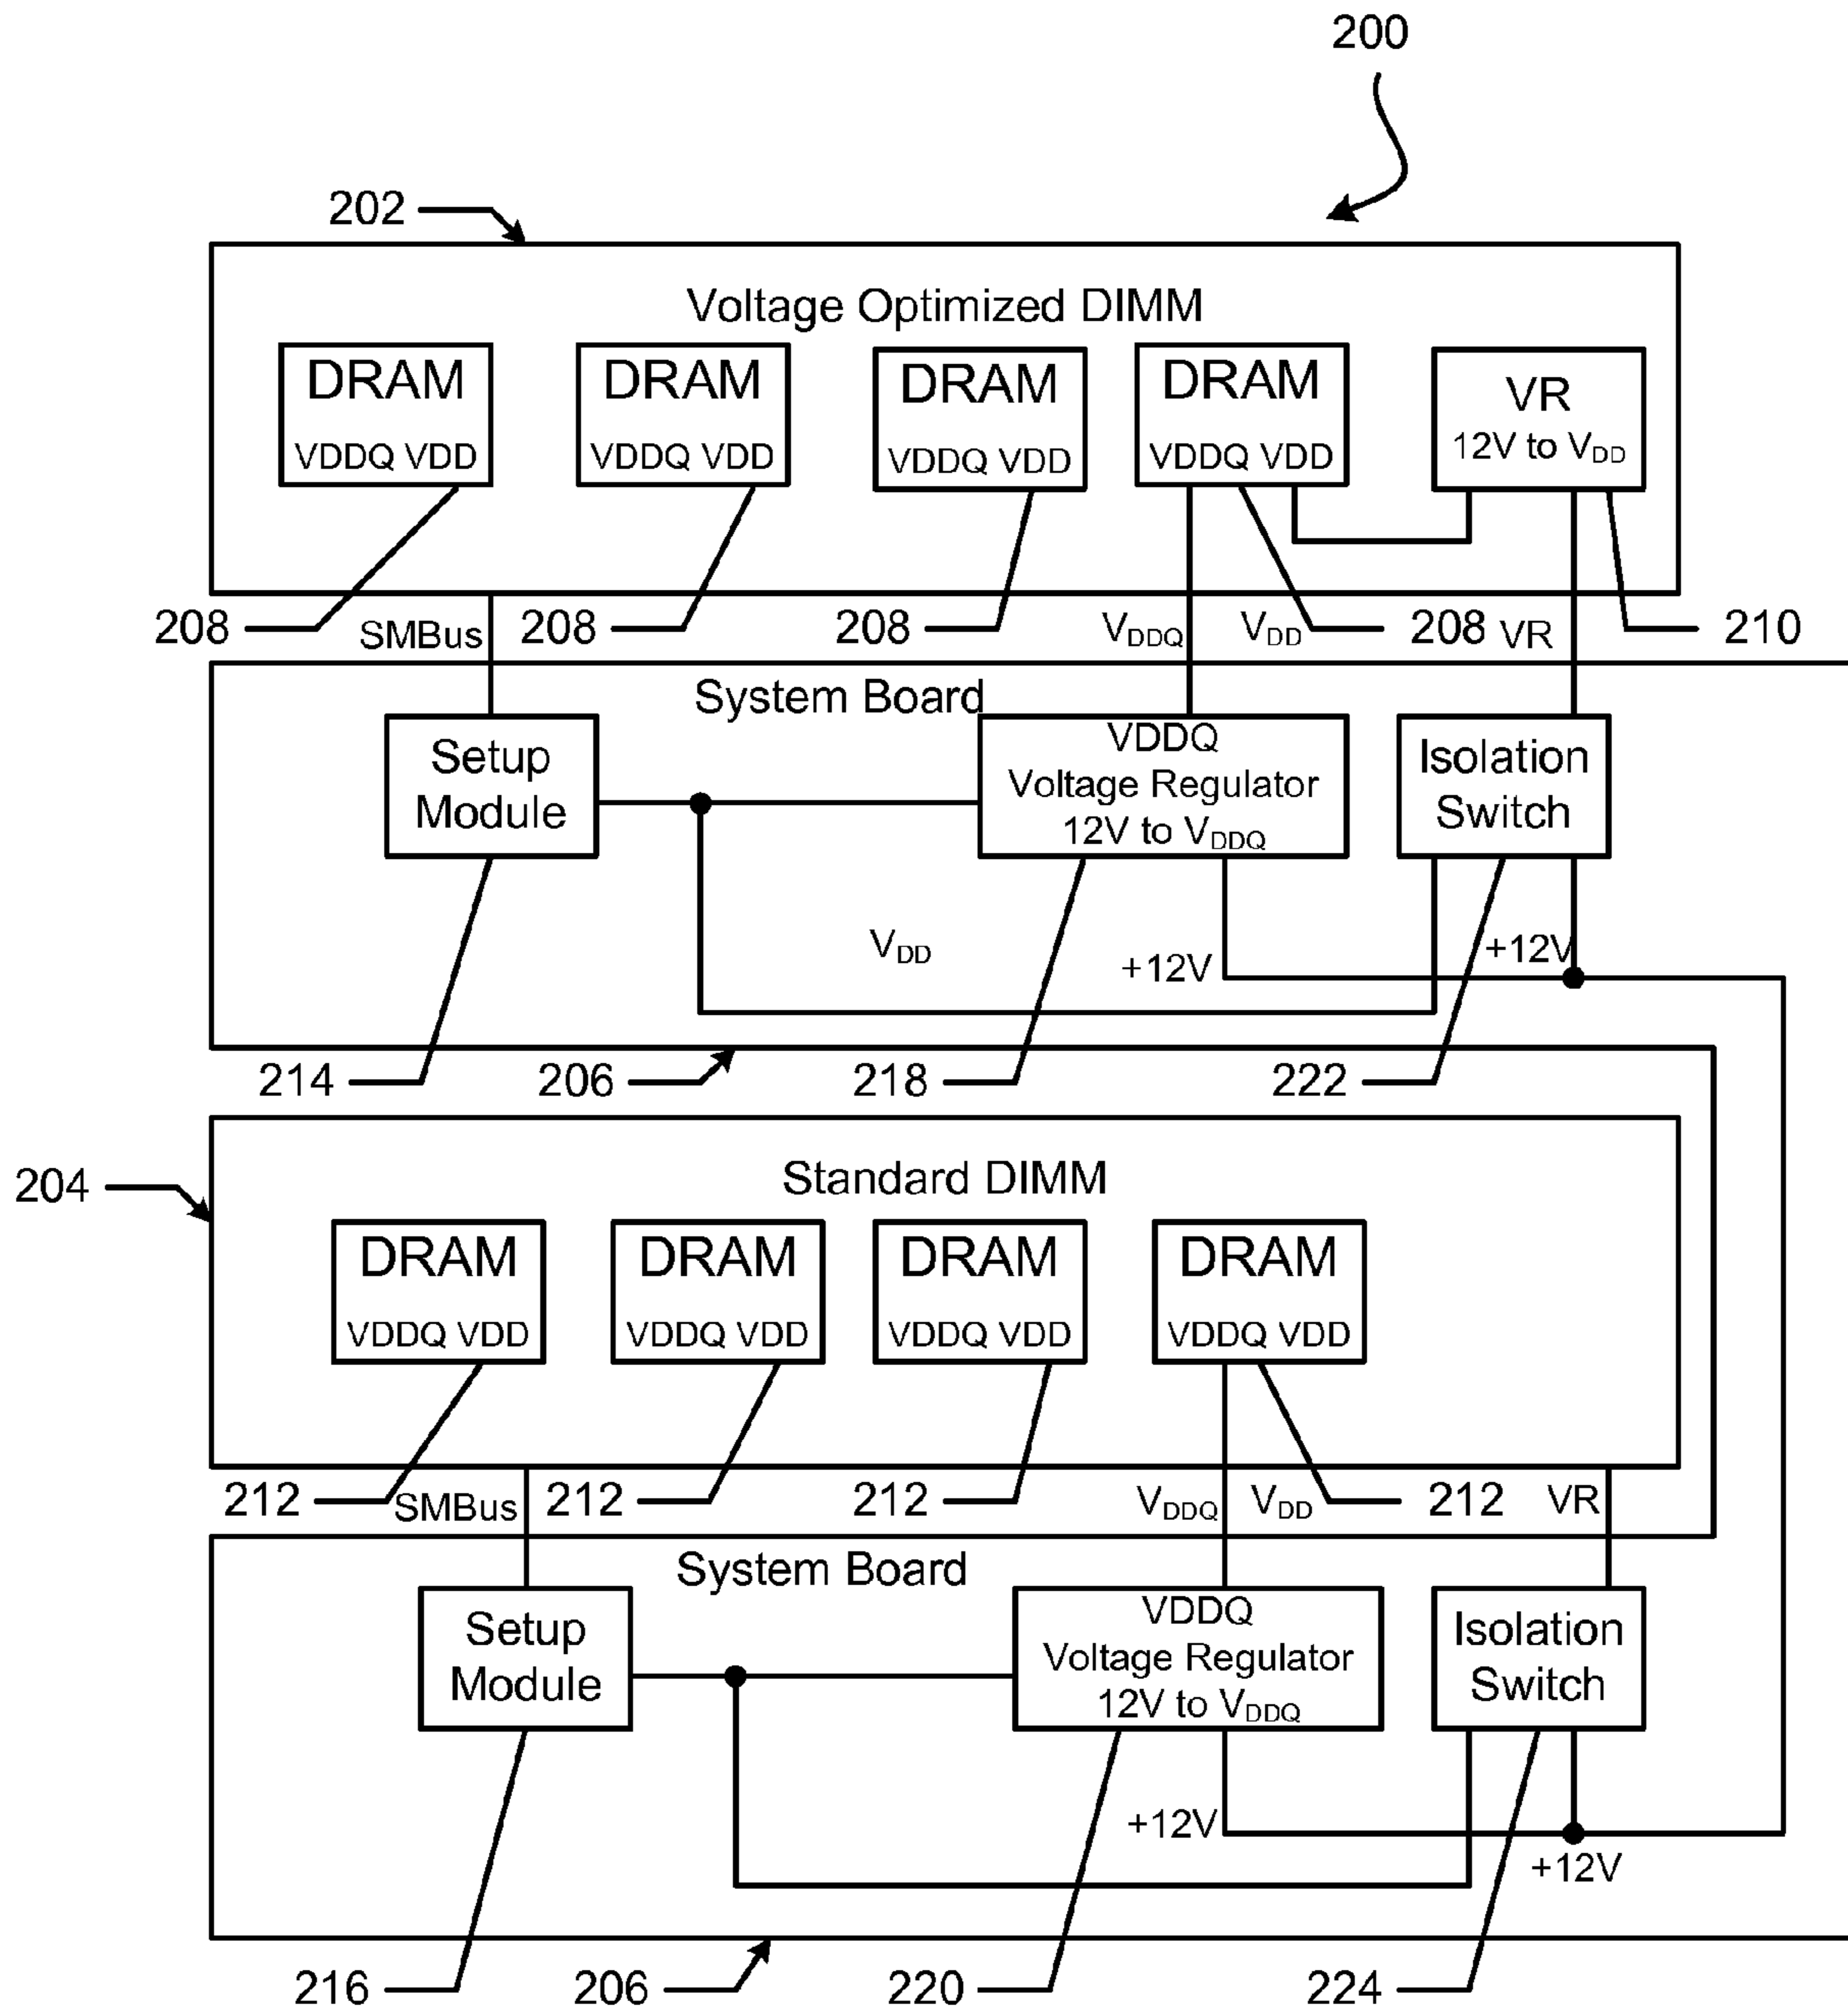 200
202
Voltage Optimized DIMM
DRAM DRAM DRAM DRAM VR
VDDQ VDD VDDQ VDD VDDQ VDD VDDQ VDD 12V to VDD
208 SMBus 208 208 VDDQ VDD 208 VR 210
System Board
Setup Module
VDDQ
Voltage Regulator
12V to VDDQ
Isolation Switch
VDD +12V +12V
214 206 218 222
204
Standard DIMM
DRAM DRAM DRAM DRAM
VDDQ VDD VDDQ VDD VDDQ VDD VDDQ VDD
212 SMBus 212 212 VDDQ VDD 212 VR
System Board
Setup Module
VDDQ
Voltage Regulator
12V to VDDQ
Isolation Switch
+12V
+12V
216 206 220 224